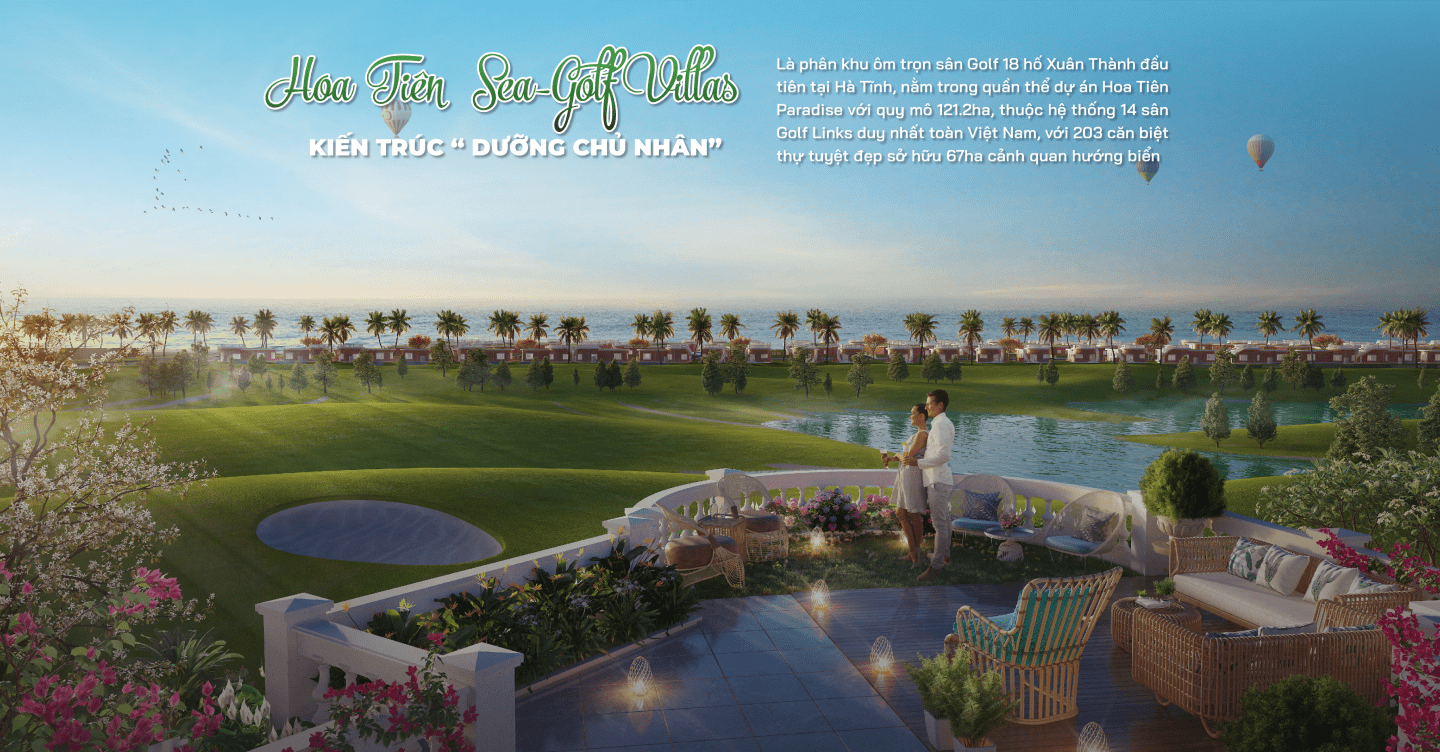 Hoa Tiên Sea-Golf Villas
KIẾN TRÚC “ DƯỠNG CHỦ NHÂN”
Là phân khu ôm trọn sân Golf 18 hố Xuân Thành đầu
tiên tại Hà Tĩnh, nằm trong quần thể dự án Hoa Tiên
Paradise với quy mô 121.2ha, thuộc hệ thống 14 sân
Golf Links duy nhất toàn Việt Nam, với 203 căn biệt
thự tuyệt đẹp sở hữu 67ha cảnh quan hướng biển